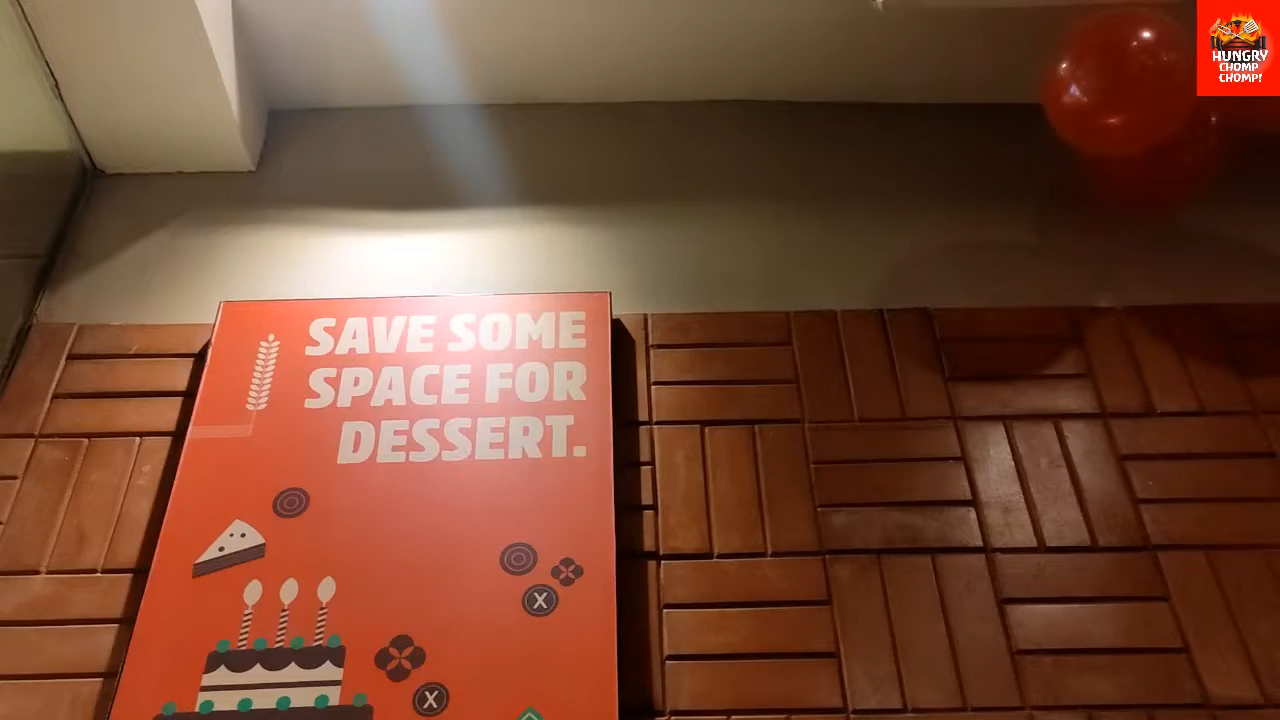 SAVE SOME
SPACE FOR
DESSERT.
X
X
HUNGRY
CHOMP
CHOMP!